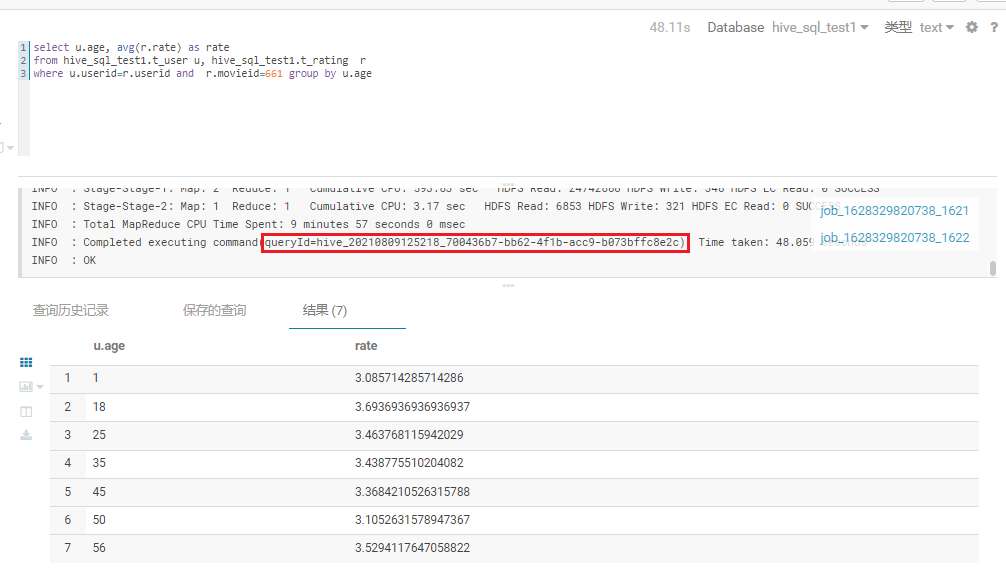 48.11s Database hive_sql_test1 类型 text ?
1 select u.age, avg(r.rate) as rate
2 from hive_sql_test1.t_user u, hive_sql_test1.t_rating r
3 where u.userid=r.userid and r.movieid=661 group by u.age
INFO : Stage-Stage-1: Map: 2 Reduce: 1 Cumulative CPU: 593.83 sec HDFS Read: 24742888 HDFS Write: 348 HDFS EC Read: 0 SUCCESS
INFO : Stage-Stage-2: Map: 1 Reduce: 1 Cumulative CPU: 3.17 sec HDFS Read: 6853 HDFS Write: 321 HDFS EC Read: 0
job_1628329820738_1621
INFO : Total MapReduce CPU Time Spent: 9 minutes 57 seconds 0 msec
INFO : Completed executing command(queryId=hive_20210809125218_700436b7-bb62-4f1b-acc9-b073bffc8e2c); Time taken: 48.059
job_1628329820738_1622
INFO : OK
查询历史记录 保存的查询 结果 (7)
u.age rate
1 1 3.085714285714286
2 18 3.6936936936936937
3 25 3.463768115942029
4 35 3.438775510204082
5 45 3.3684210526315788
6 50 3.1052631578947367
7 56 3.5294117647058822